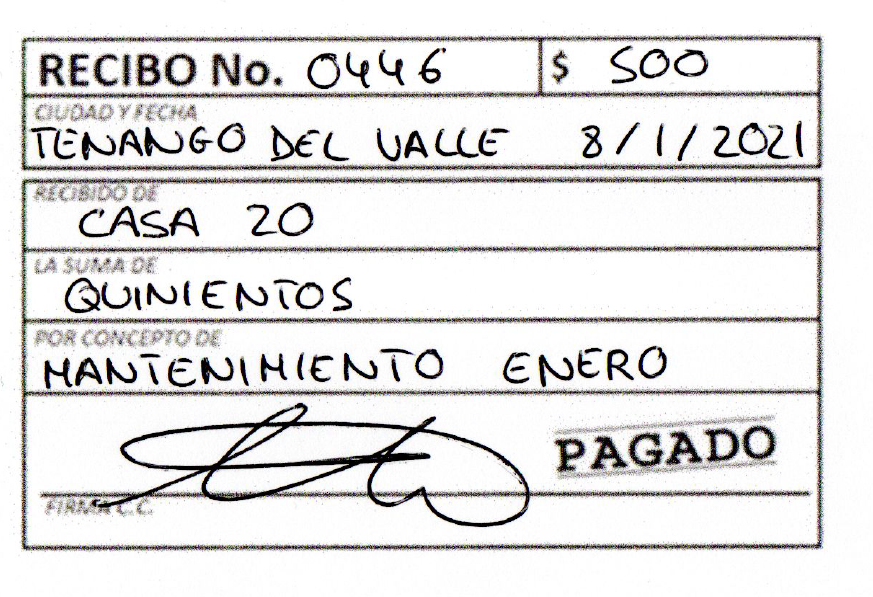 RECIBO No. 0446 $ 500
CIUDAD Y FECHA
TENANGO DEL VALLE 8/1/2021
RECIBIDO DE
CASA 20
LA SUMA DE
QUINIENTOS
POR CONCEPTO DE
MANTENIMIENTO ENERO
PAGADO
FIRMA C.C.